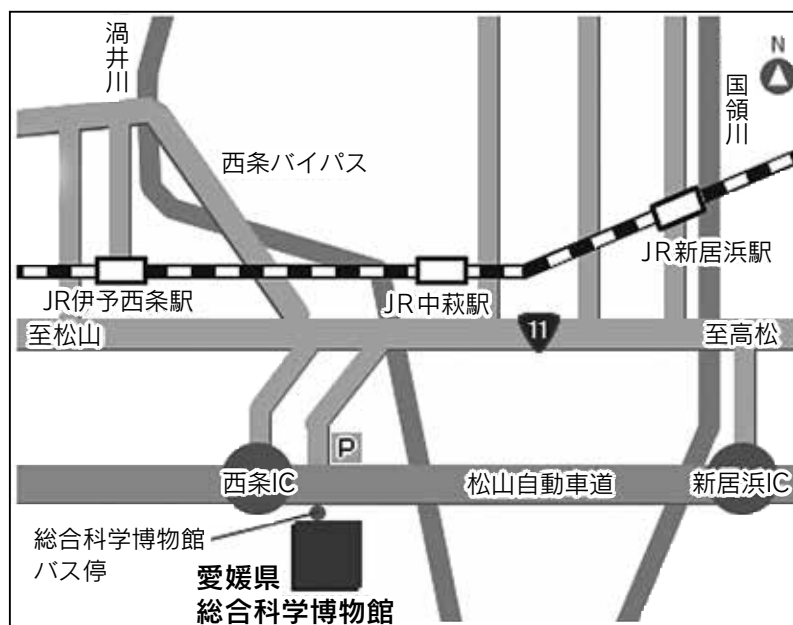 渦井川
N
国領川
西条バイパス
JR新居浜駅
JR伊予西条駅
JR中萩駅
至松山
11
至高松
P
西条IC
松山自動車道
新居浜IC
総合科学博物館
バス停
愛媛県
総合科学博物館